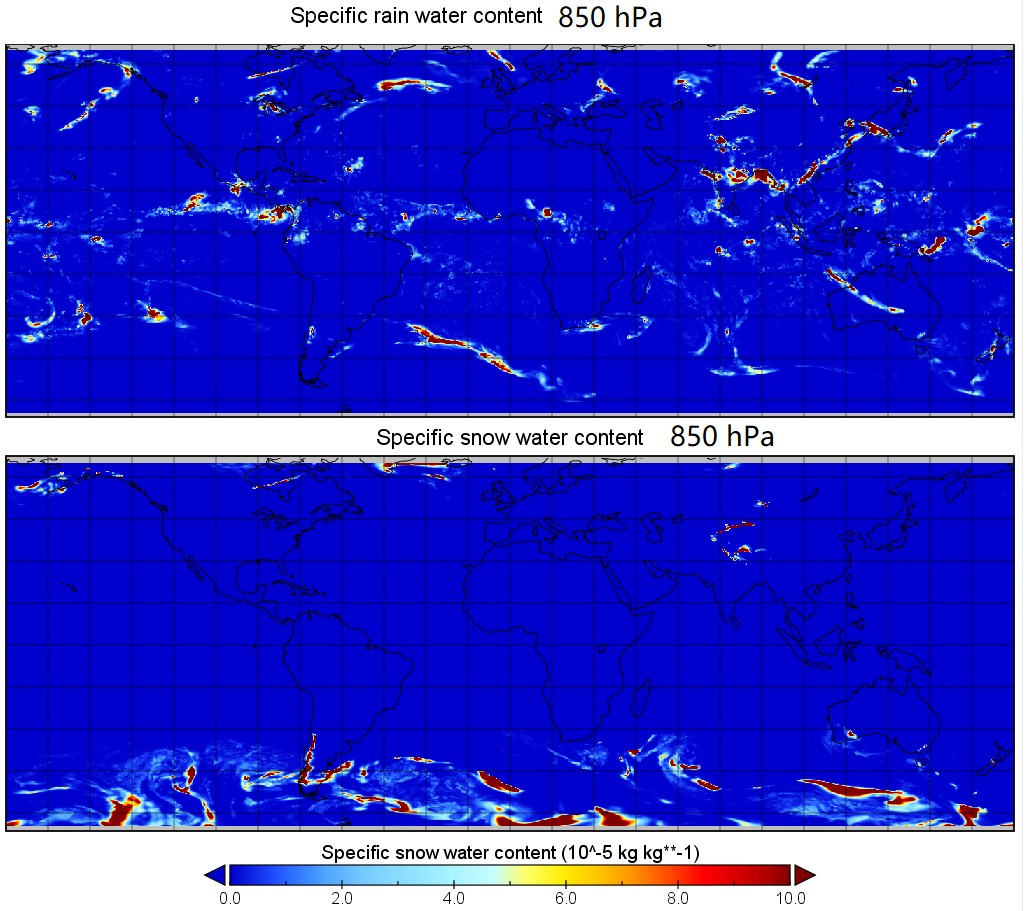 Specific rain water content 850 hPa
Specific snow water content 850 hPa
Specific snow water content (10^-5 kg kg**-1)
0.0 2.0 4.0 6.0 8.0 10.0